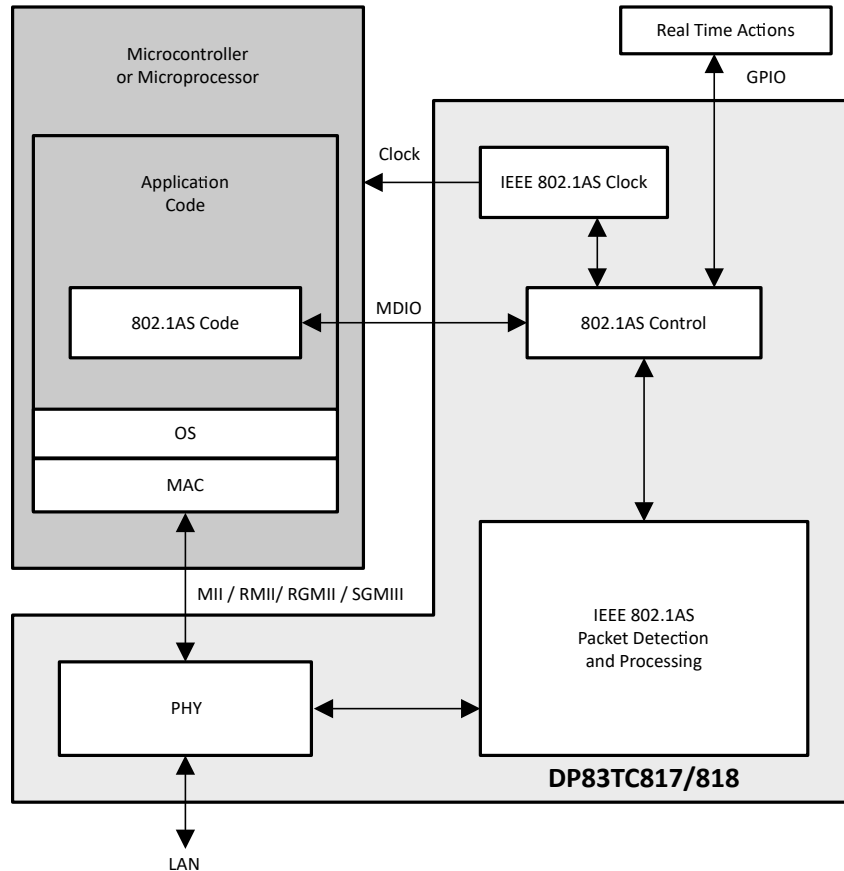 Microcontroller
or Microprocessor
Real Time Actions
GPIO
Application
Code
Clock
IEEE 802.1AS Clock
802.1AS Code
MDIO
802.1AS Control
OS
MAC
MII / RMII/ RGMII / SGMIII
IEEE 802.1AS
Packet Detection
and Processing
PHY
DP83TC817/818
LAN